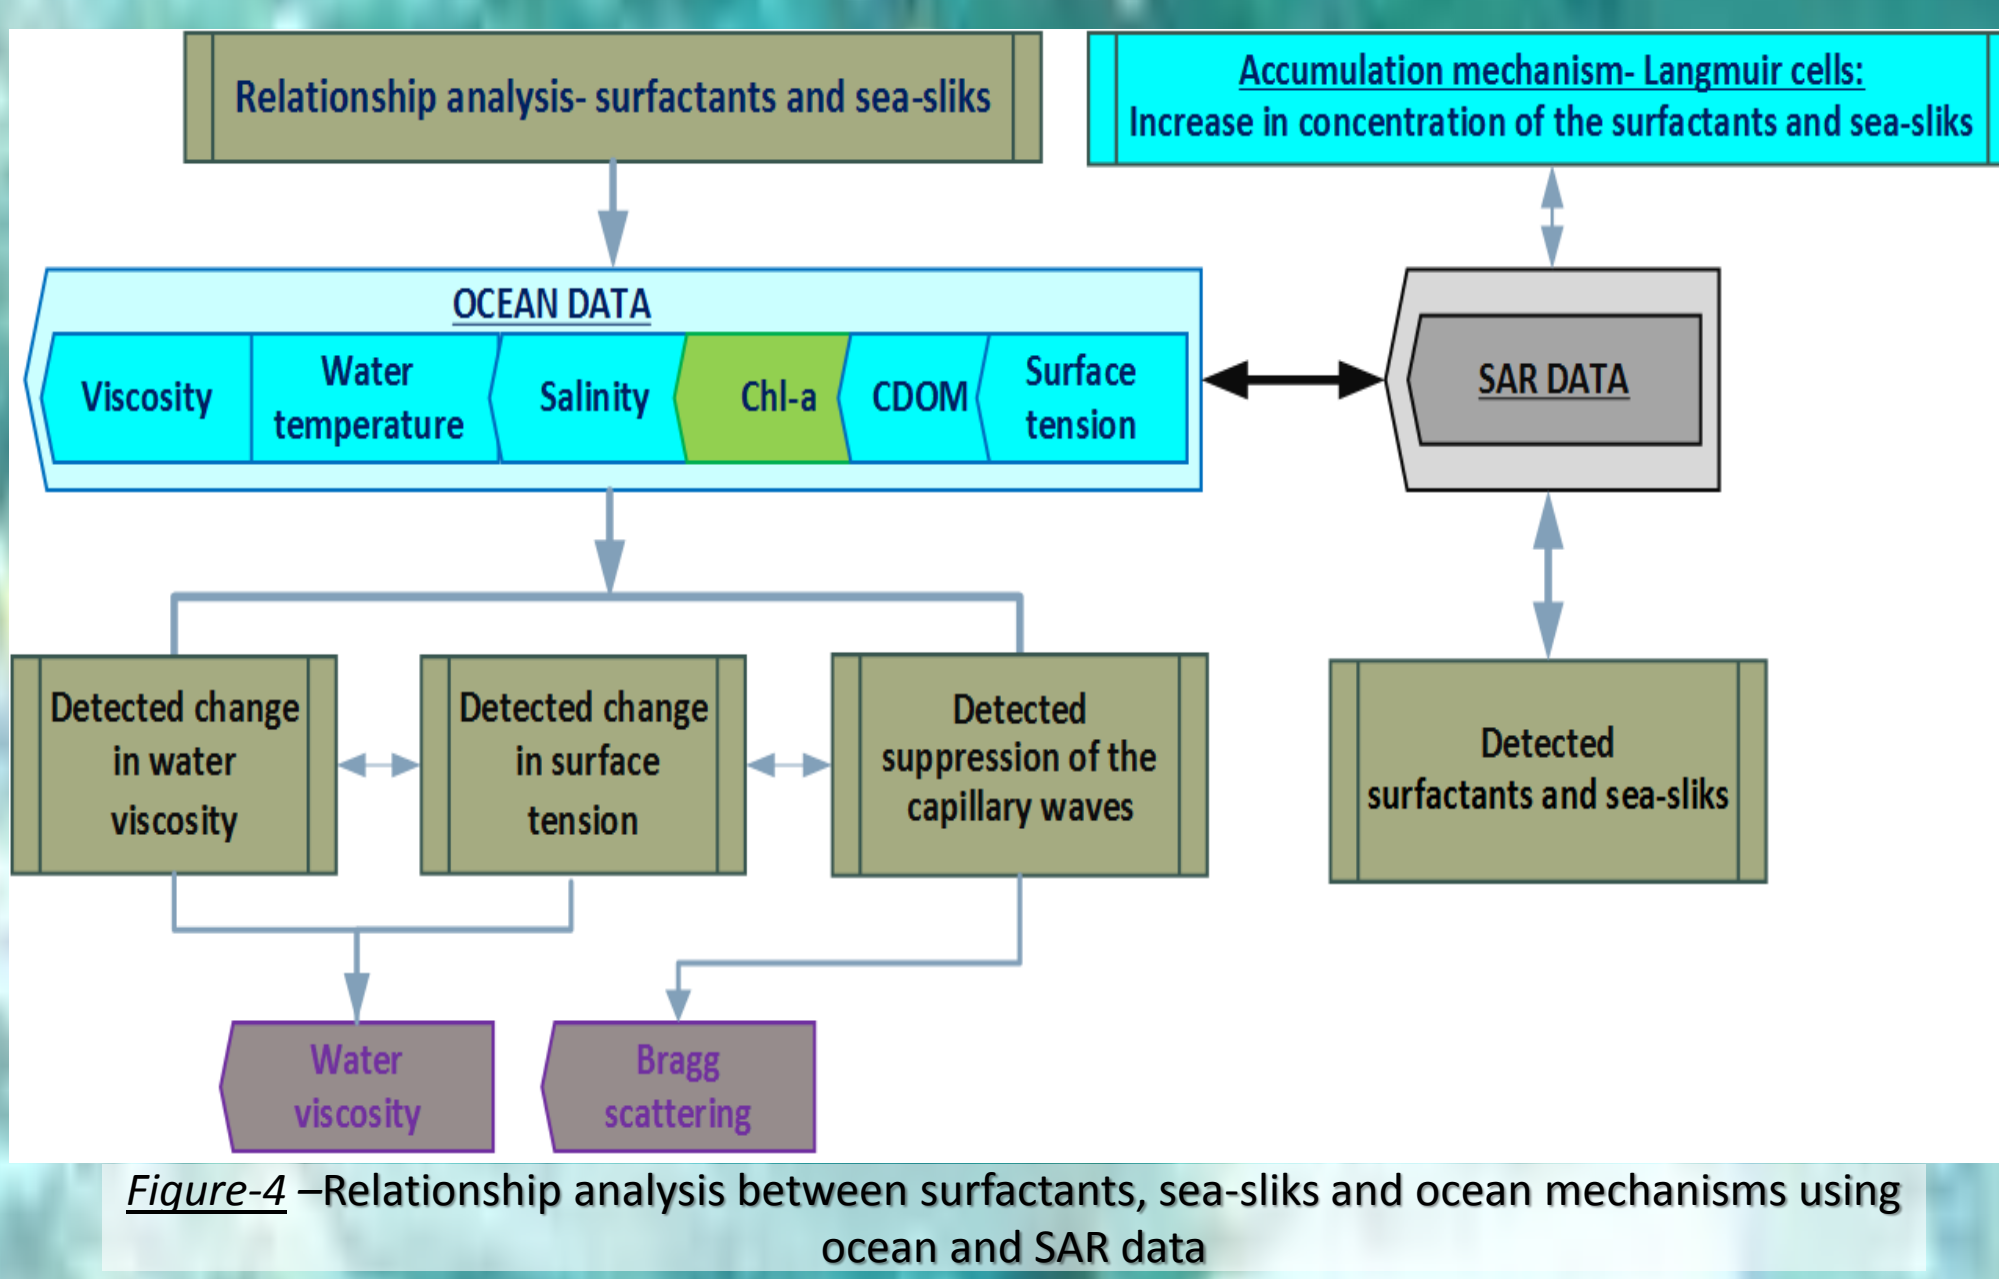 Relationship analysis- surfactants and sea-sliks
Accumulation mechanism- Langmuir cells:
Increase in concentration of the surfactants and sea-sliks
OCEAN DATA
Viscosity
Water
temperature
Salinity
Chl-a
CDOM
Surface
tension
SAR DATA
Detected change
in water
viscosity
Detected change
in surface
tension
Detected
suppression of the
capillary waves
Detected
surfactants and sea-sliks
Water
viscosity
Bragg
scattering
Figure-4 –Relationship analysis between surfactants, sea-sliks and ocean mechanisms using
ocean and SAR data